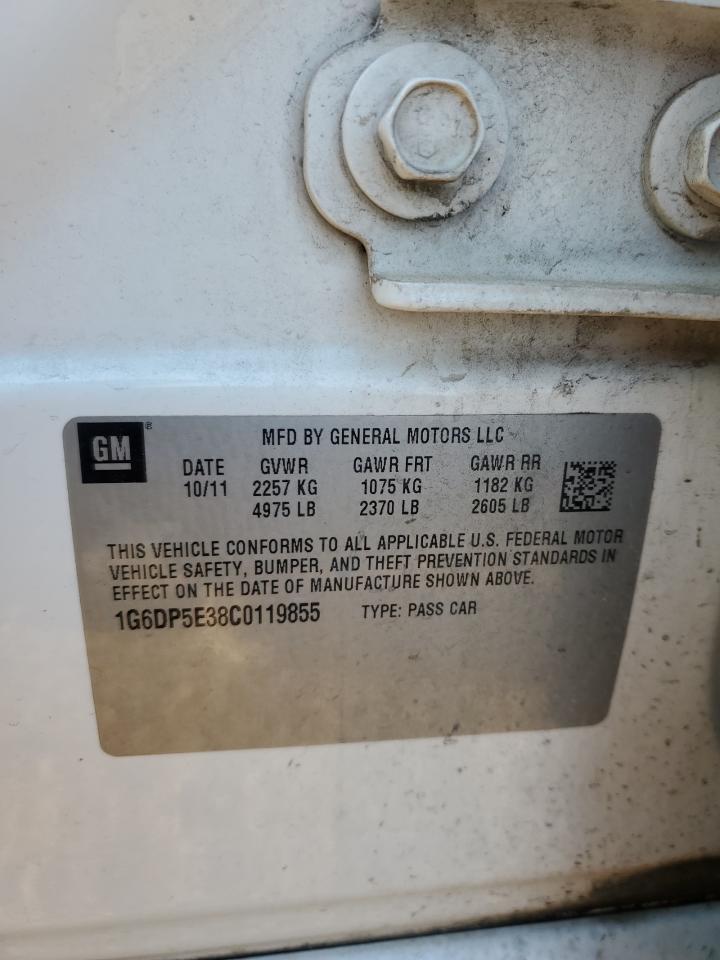 GM ®
MFD BY GENERAL MOTORS LLC
DATE GVWR GAWR FRT GAWR RR
10/11 2257 KG 1075 KG 1182 KG
4975 LB 2370 LB 2605 LB
THIS VEHICLE CONFORMS TO ALL APPLICABLE U.S. FEDERAL MOTOR
VEHICLE SAFETY, BUMPER, AND THEFT PREVENTION STANDARDS IN
EFFECT ON THE DATE OF MANUFACTURE SHOWN ABOVE.
1G6DP5E38C0119855 TYPE: PASS CAR